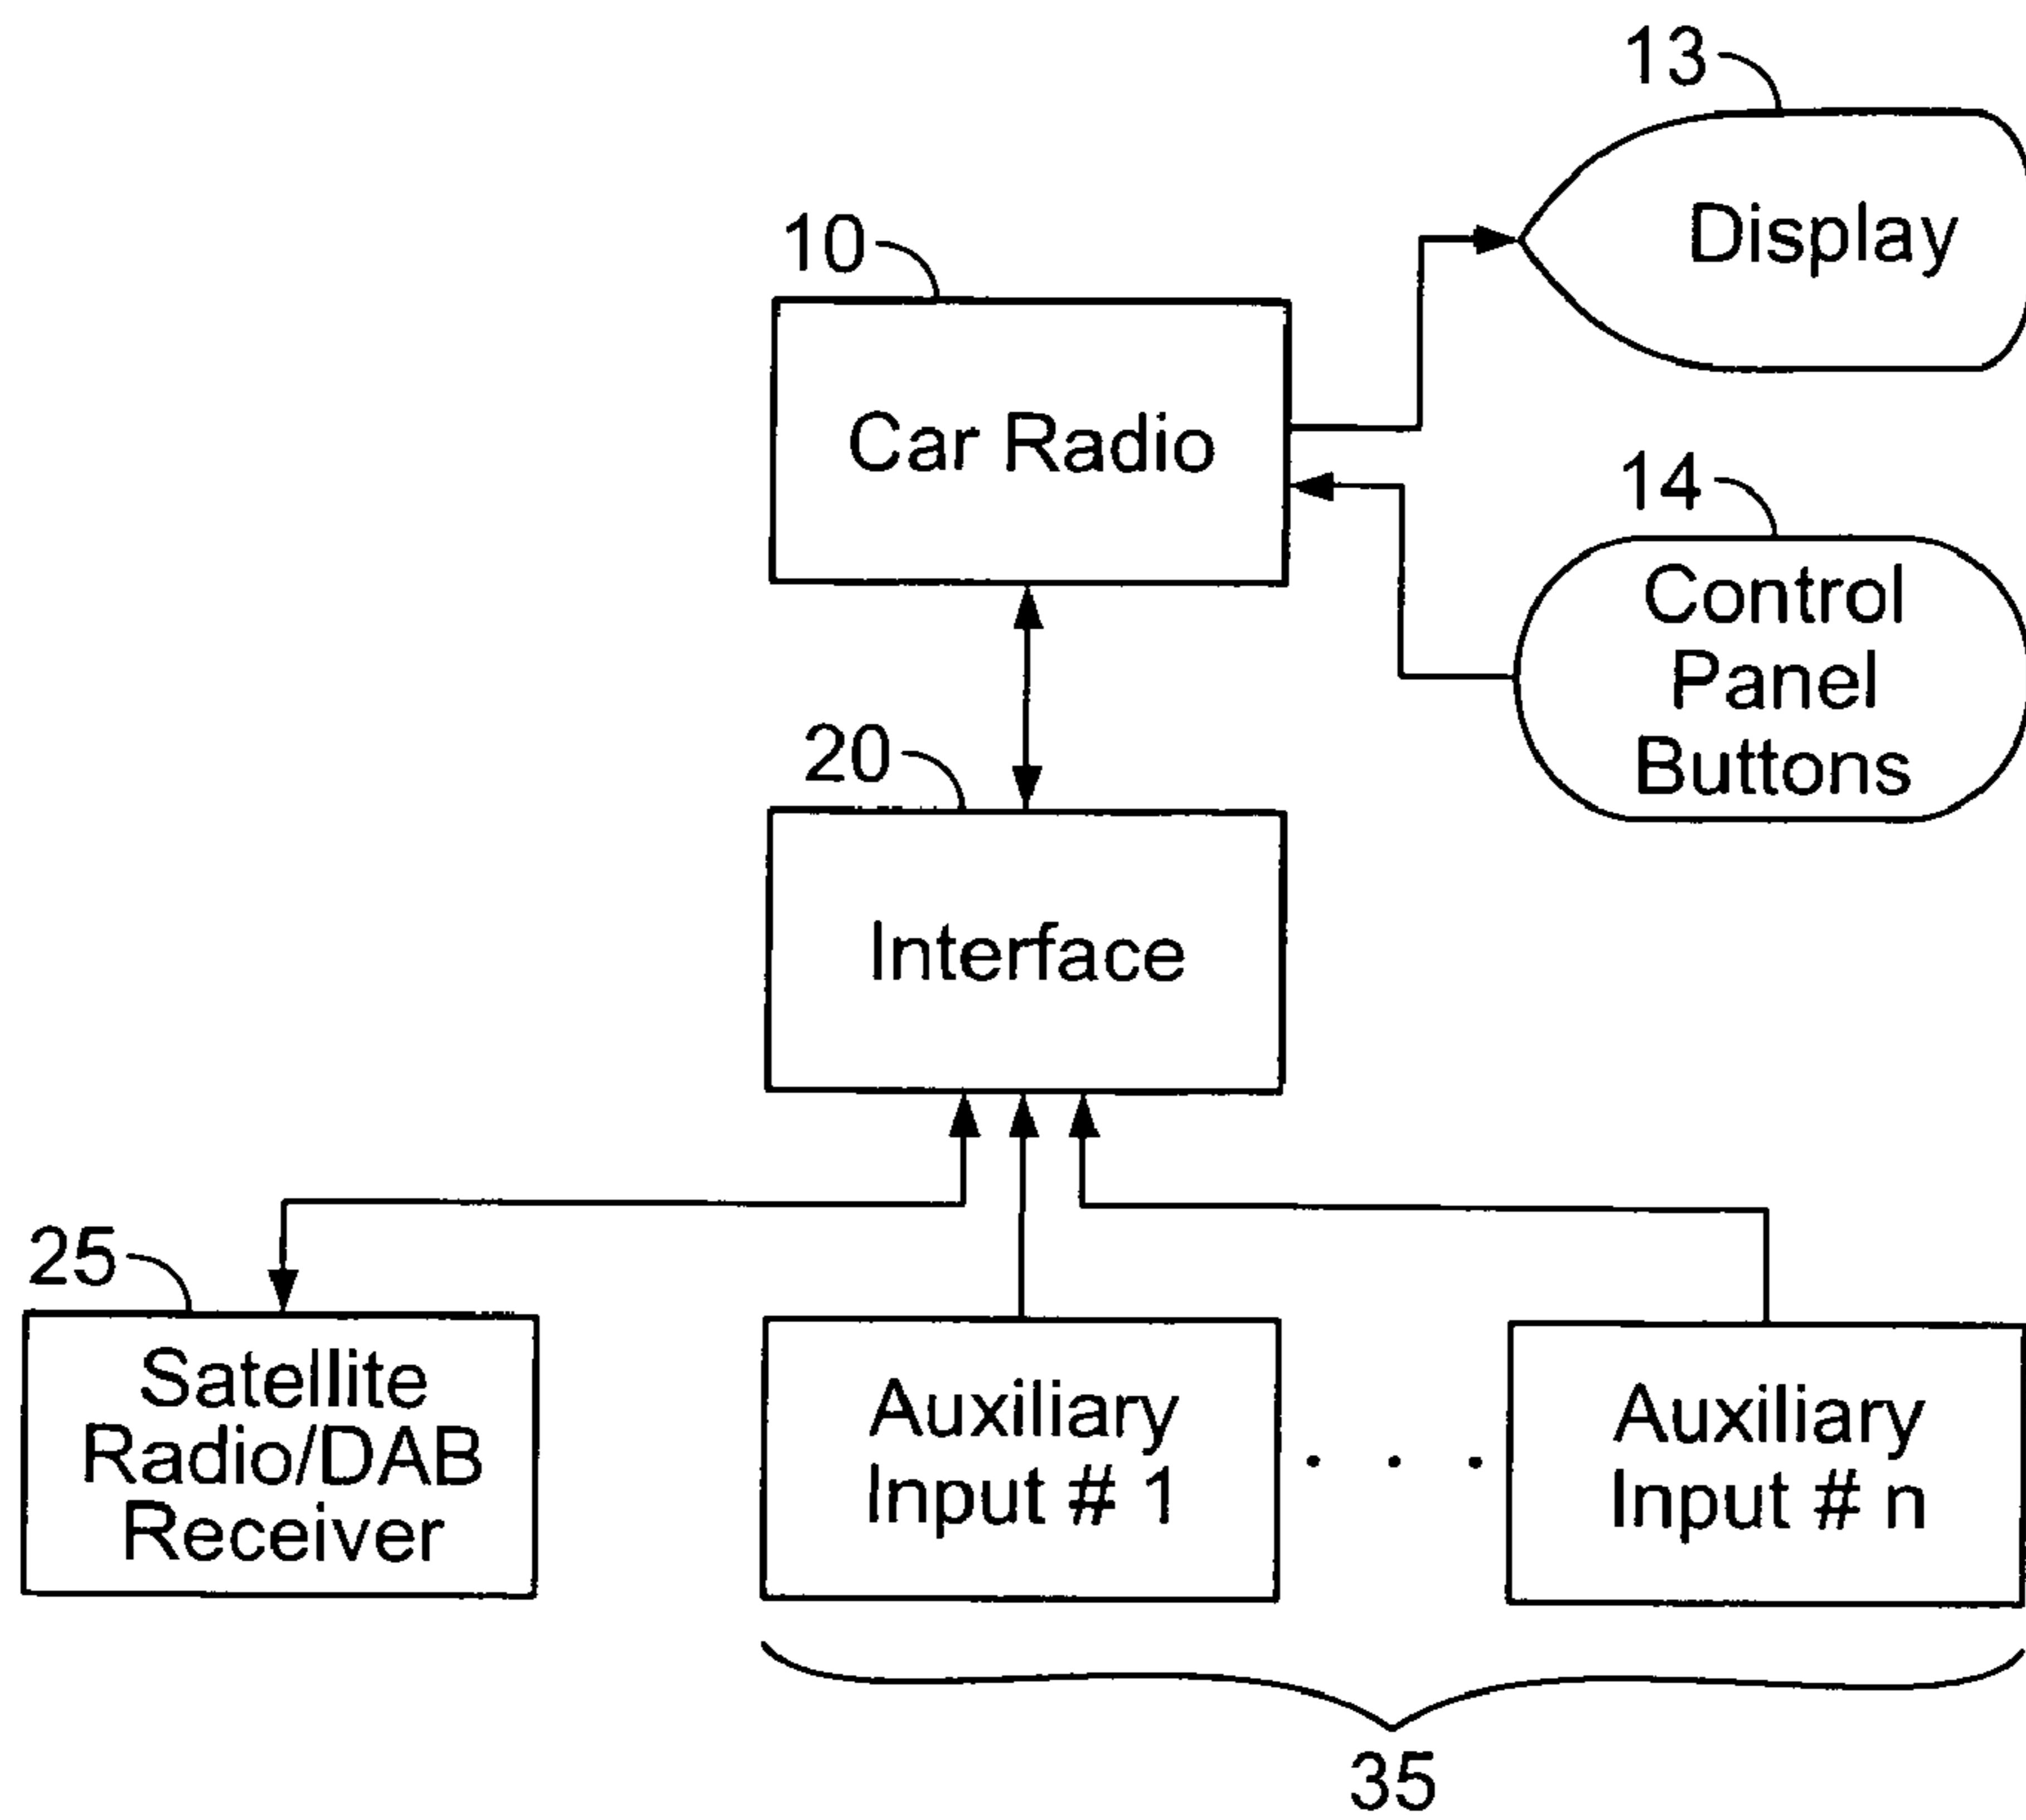 13
Display
10
Car Radio
14
Control
Panel
Buttons
20
Interface
25
Satellite
Radio/DAB
Receiver
Auxiliary
Input # 1
. . .
Auxiliary
Input # n
35